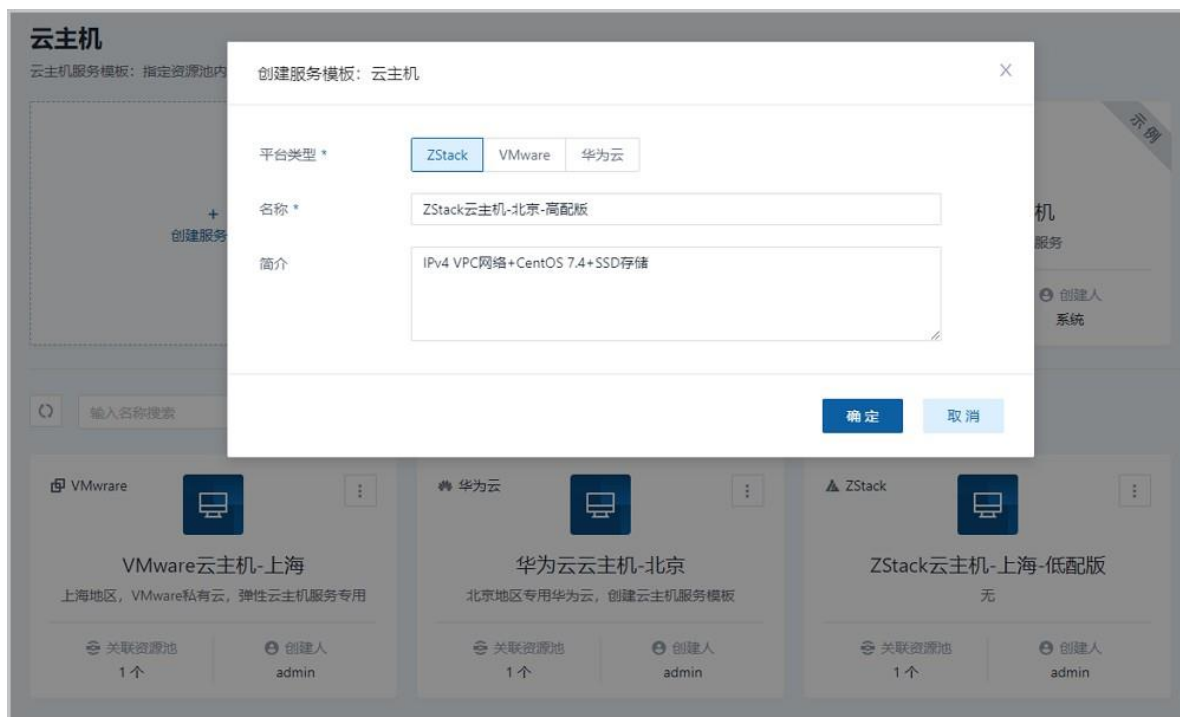 云主机
云主机服务模板：指定资源池内
创建服务模板：云主机
示例
平台类型 *
ZStack
VMware
华为云
名称 *
ZStack云主机-北京-高配版
+
创建服务
机
服务
简介
IPv4 VPC网络+CentOS 7.4+SSD存储
创建人
系统
输入名称搜索
确定
取消
VMwrare
华为云
ZStack
VMware云主机-上海
华为云云主机-北京
ZStack云主机-上海-低配版
上海地区，VMware私有云，弹性云主机服务专用
北京地区专用华为云，创建云主机服务模板
无
关联资源池
创建人
关联资源池
创建人
关联资源池
创建人
1 个
admin
1 个
admin
1 个
admin